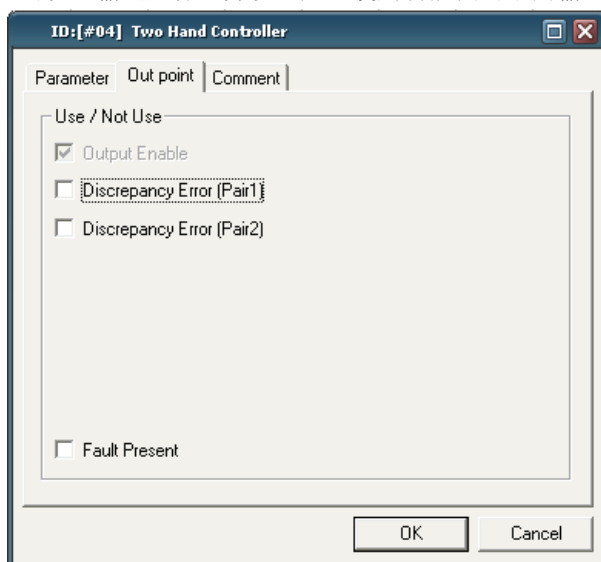 ID:[#04] Two Hand Controller
Parameter Out point Comment
Use / Not Use
Output Enable
Discrepancy Error (Pair1)
Discrepancy Error (Pair2)
Fault Present
OK Cancel